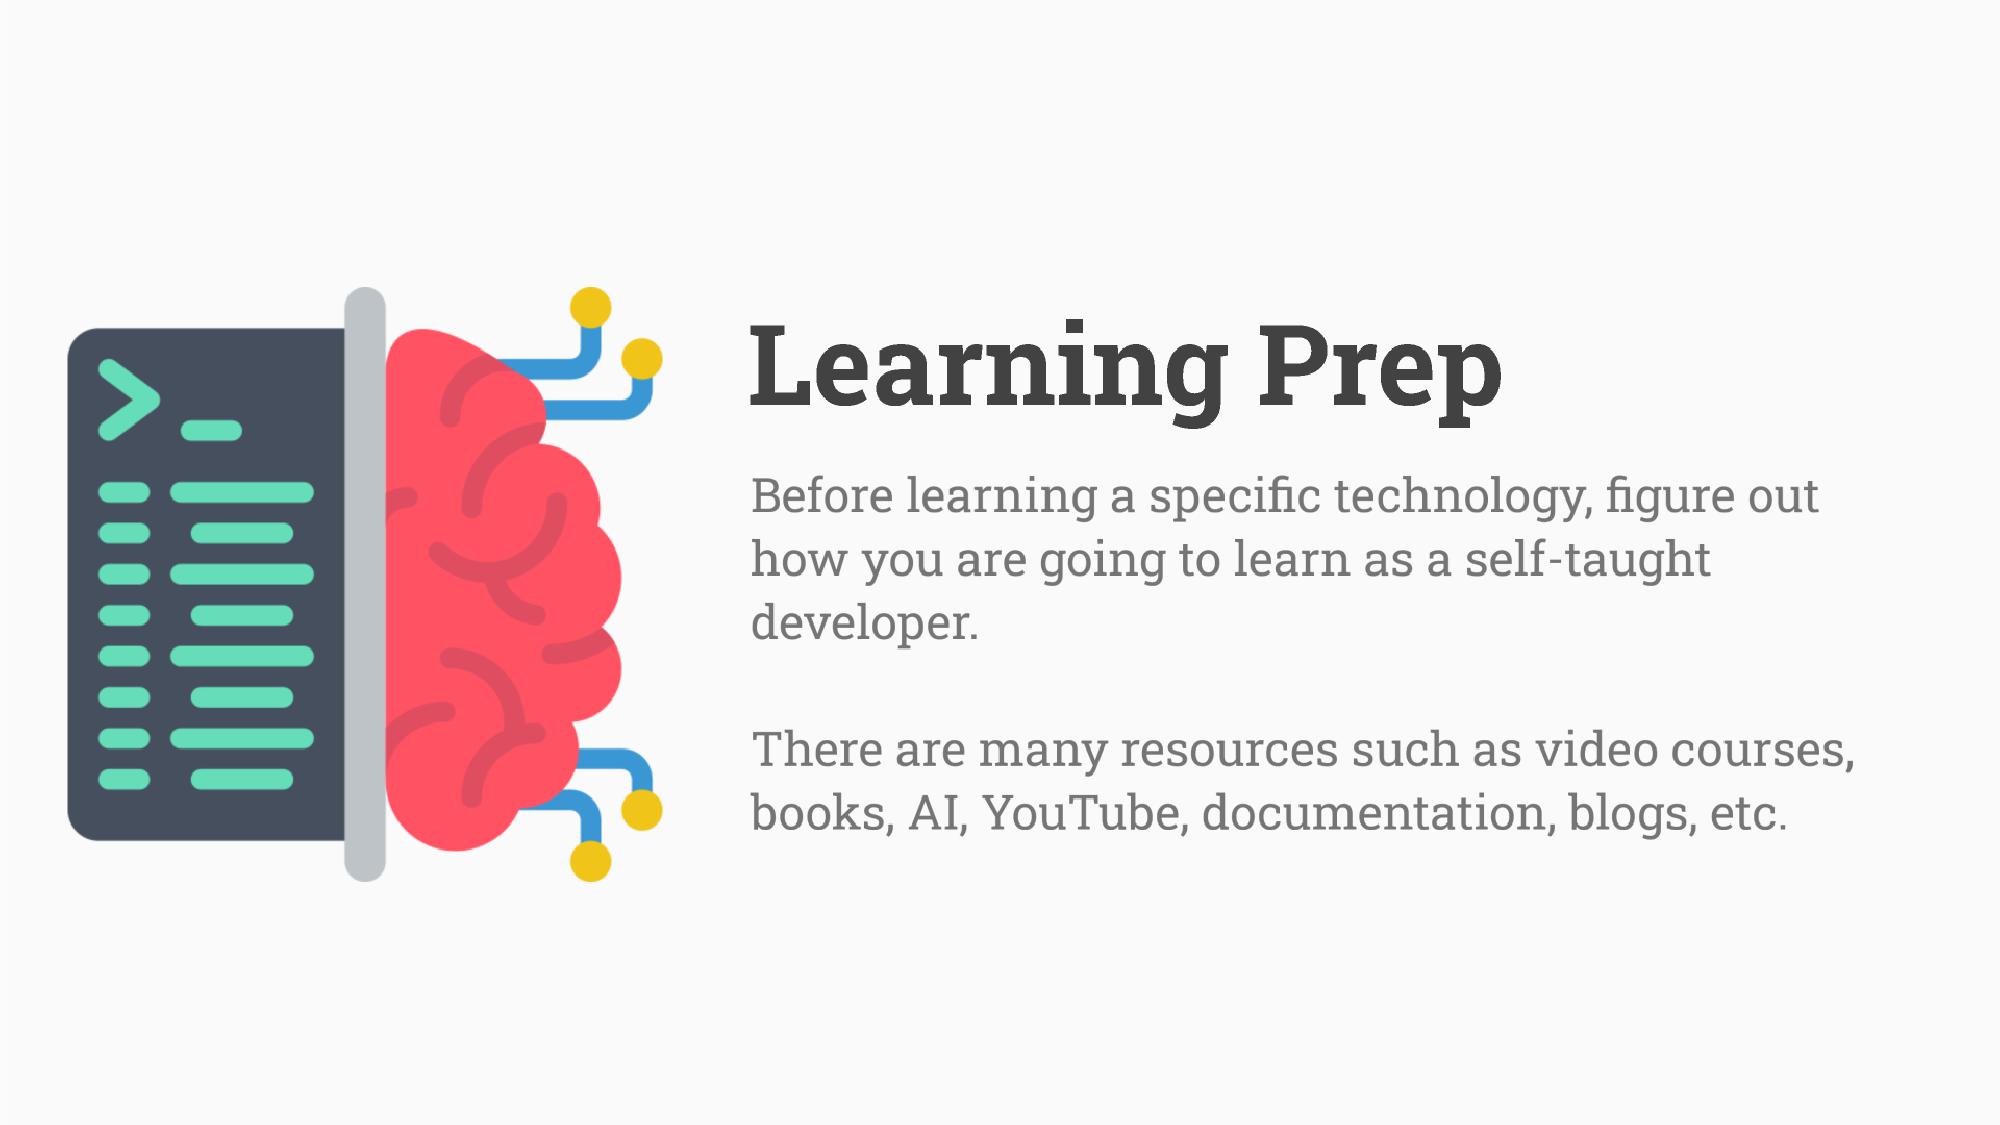 Learning Prep
Before learning a specific technology, figure out
how you are going to learn as a self-taught
developer.
There are many resources such as video courses,
books, AI, YouTube, documentation, blogs, etc.